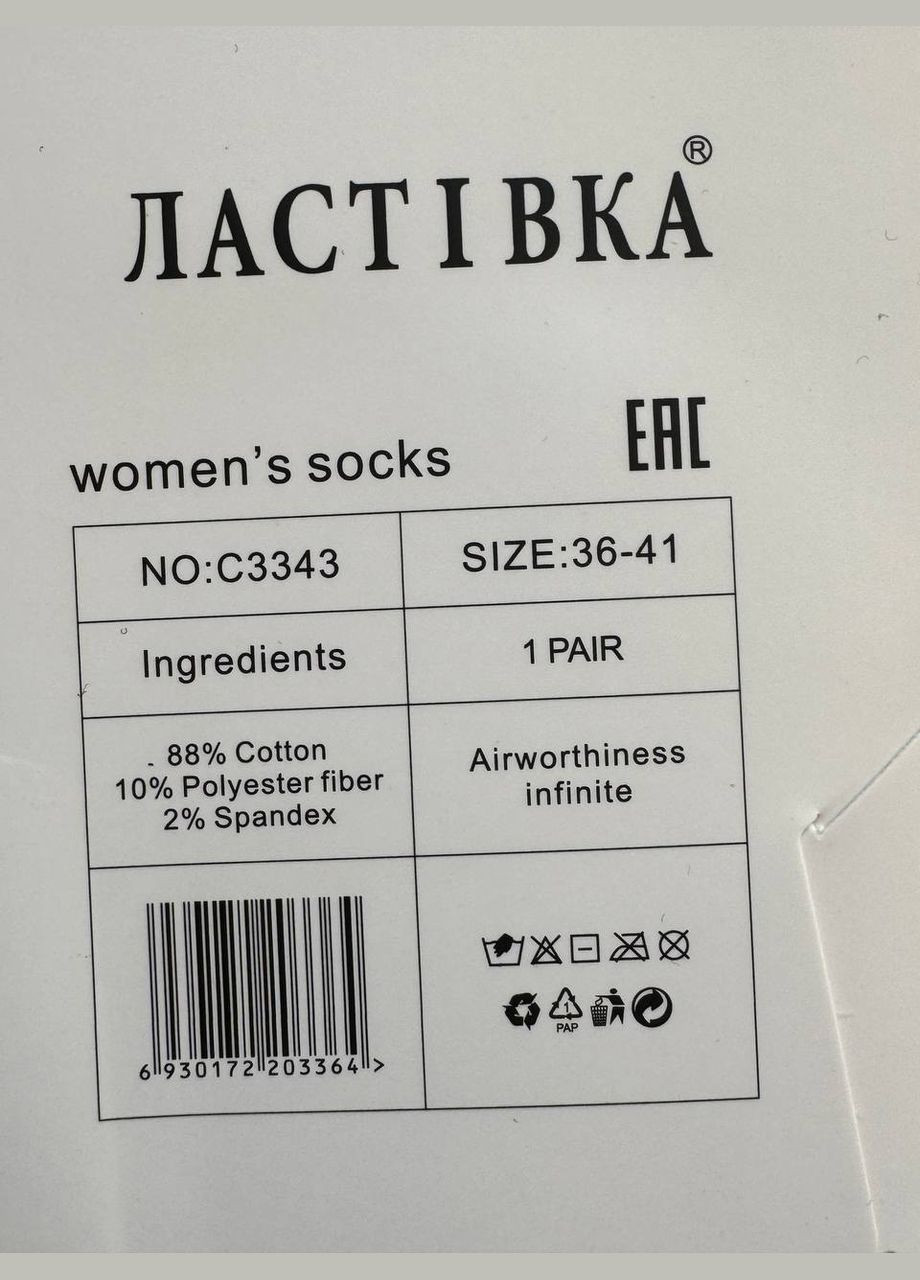 ЛАСТІВКА®
women's socks
EAC
NO:C3343
SIZE:36-41
Ingredients
1 PAIR
88% Cotton
10% Polyester fiber
2% Spandex
Airworthiness
infinite
1
PAP
6 930172 203364 >